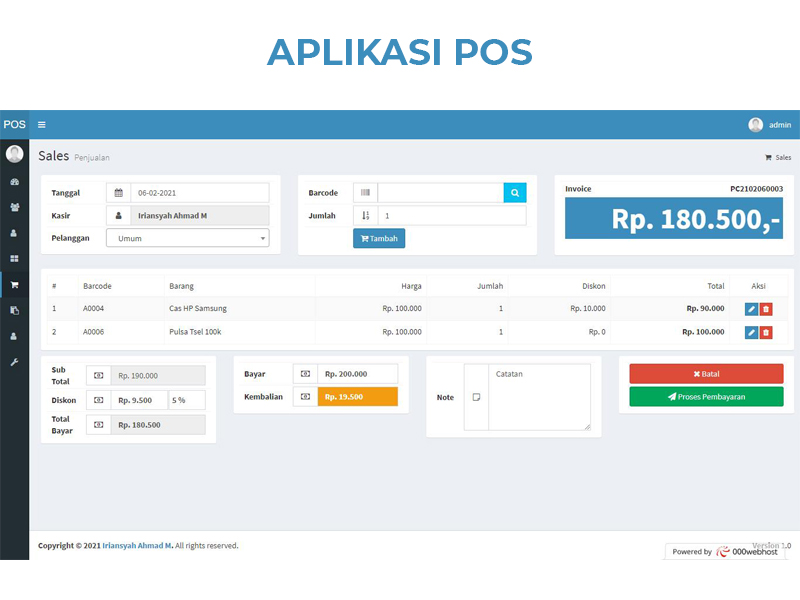 APLIKASI POS
POS
admin
Sales Penjualan
Sales
Tanggal 06-02-2021
Kasir Iriansyah Ahmad M
Pelanggan Umum
Barcode
Jumlah 1
Tambah
Invoice PC2102060003
Rp. 180.500,-
# Barcode Barang Harga Jumlah Diskon Total Aksi
1 A0004 Cas HP Samsung Rp. 100.000 1 Rp. 10.000 Rp. 90.000
2 A0006 Pulsa Tsel 100k Rp. 100.000 1 Rp. 0 Rp. 100.000
Sub
Total
Rp. 190.000
Diskon Rp. 9.500 5 %
Total
Bayar
Rp. 180.500
Bayar Rp. 200.000
Kembalian Rp. 19.500
Note Catatan
Batal
Proses Pembayaran
Copyright © 2021 Iriansyah Ahmad M. All rights reserved.
Version 1.0
Powered by 000webhost